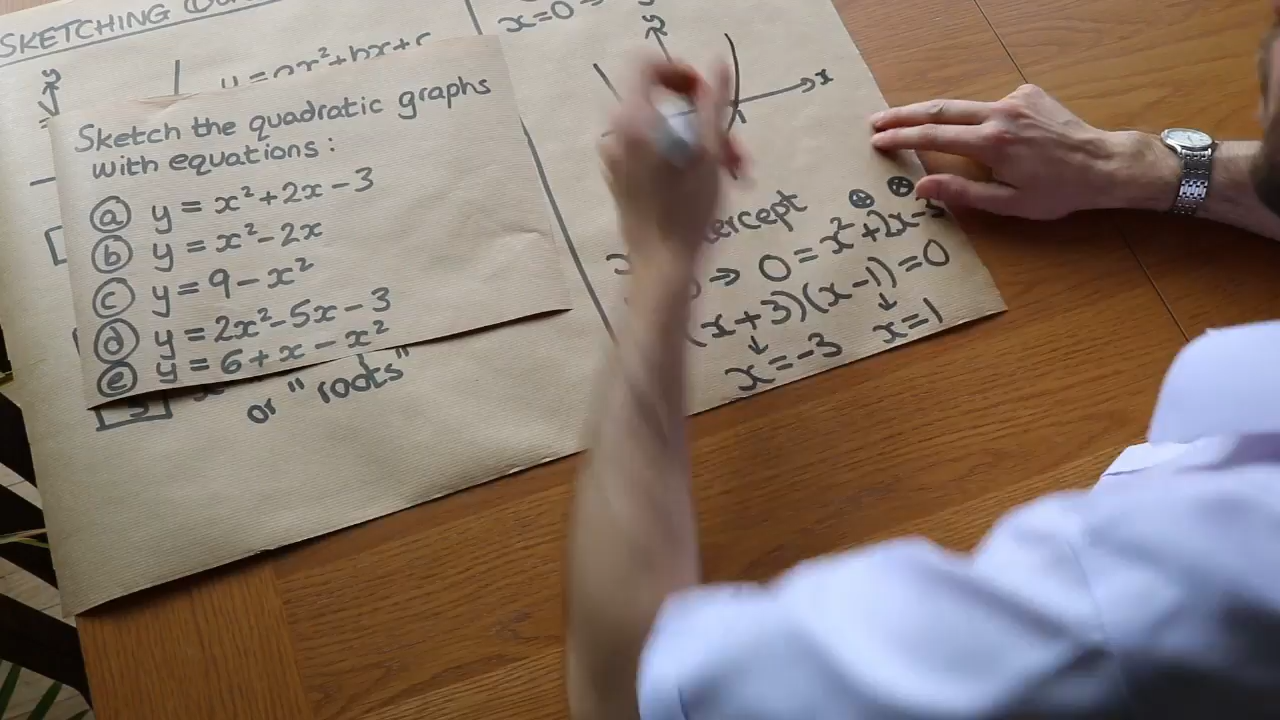 SKETCHING
y
y = ax²+bx+c
Sketch the quadratic graphs
with equations:
(a) y = x²+2x-3
(b) y = x²-2x
(c) y = 9-x²
(d) y = 2x²-5x-3
(e) y = 6+x-x²
or "roots"
x=0
y
x
⇒ 0 = x²+2x-3
(x+3)(x-1)=0
↓ ↓
x=-3 x=1